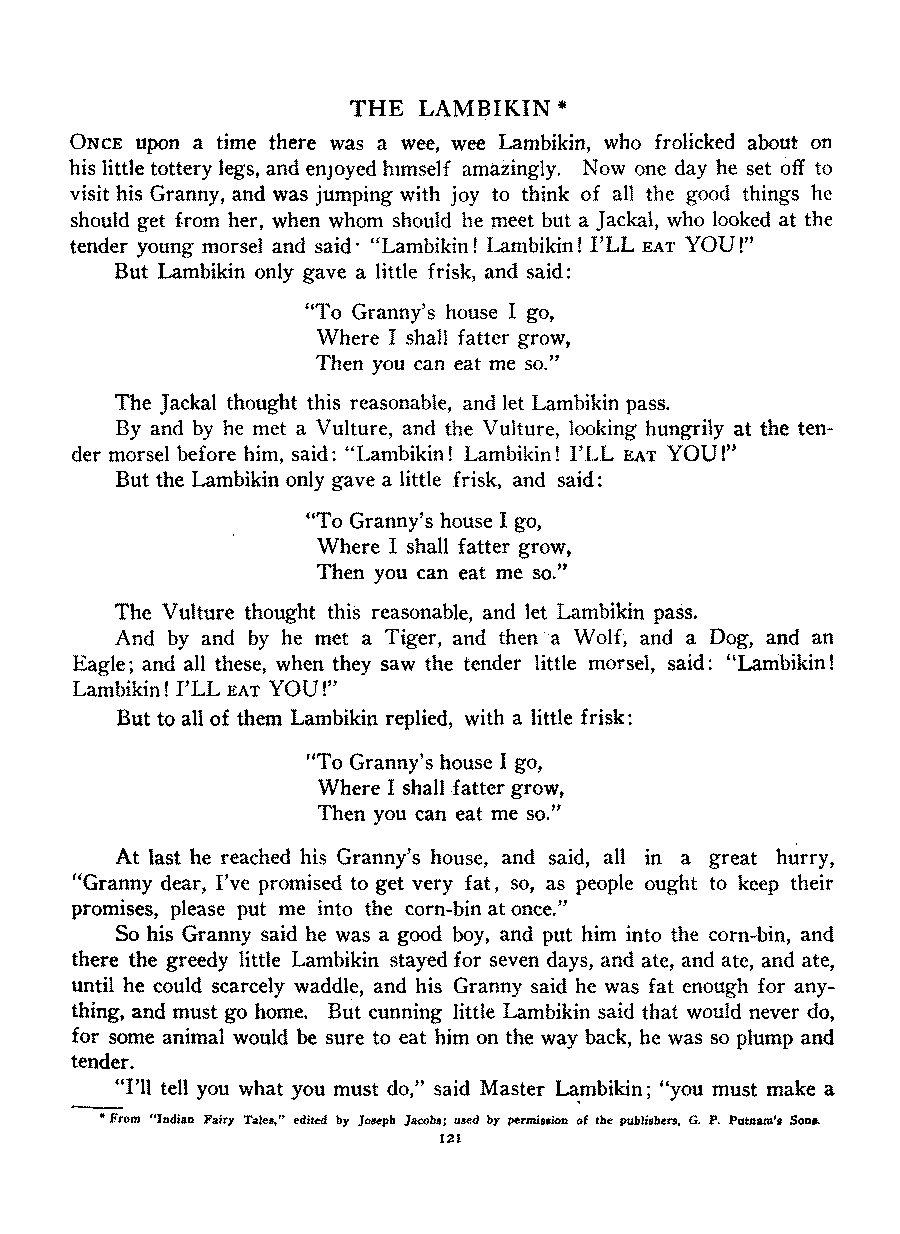 THE LAMBIKIN *
ONCE upon a time there was a wee, wee Lambikin, who frolicked about on
his little tottery legs, and enjoyed himself amazingly. Now one day he set off to
visit his Granny, and was jumping with joy to think of all the good things he
should get from her, when whom should he meet but a Jackal, who looked at the
tender young morsel and said· "Lambikin! Lambikin! I'LL EAT YOU!"
But Lambikin only gave a little frisk, and said:
"To Granny's house I go,
Where I shall fatter grow,
Then you can eat me so."
The Jackal thought this reasonable, and let Lambikin pass.
By and by he met a Vulture, and the Vulture, looking hungrily at the ten-
der morsel before him, said: "Lambikin! Lambikin! I'LL EAT YOU!"
But the Lambikin only gave a little frisk, and said:
"To Granny's house I go,
Where I shall fatter grow,
Then you can eat me so."
The Vulture thought this reasonable, and let Lambikin pass.
And by and by he met a Tiger, and then a Wolf, and a Dog, and an
Eagle; and all these, when they saw the tender little morsel, said: "Lambikin!
Lambikin! I'LL EAT YOU!"
But to all of them Lambikin replied, with a little frisk:
"To Granny's house I go,
Where I shall fatter grow,
Then you can eat me so."
At last he reached his Granny's house, and said, all in a great hurry,
"Granny dear, I've promised to get very fat, so, as people ought to keep their
promises, please put me into the corn-bin at once."
So his Granny said he was a good boy, and put him into the corn-bin, and
there the greedy little Lambikin stayed for seven days, and ate, and ate, and ate,
until he could scarcely waddle, and his Granny said he was fat enough for any-
thing, and must go home. But cunning little Lambikin said that would never do,
for some animal would be sure to eat him on the way back, he was so plump and
tender.
"I'll tell you what you must do," said Master Lambikin; "you must make a
* From "Indian Fairy Tales," edited by Joseph Jacobs; used by permission of the publishers, G. P. Putnam's Sons.
121